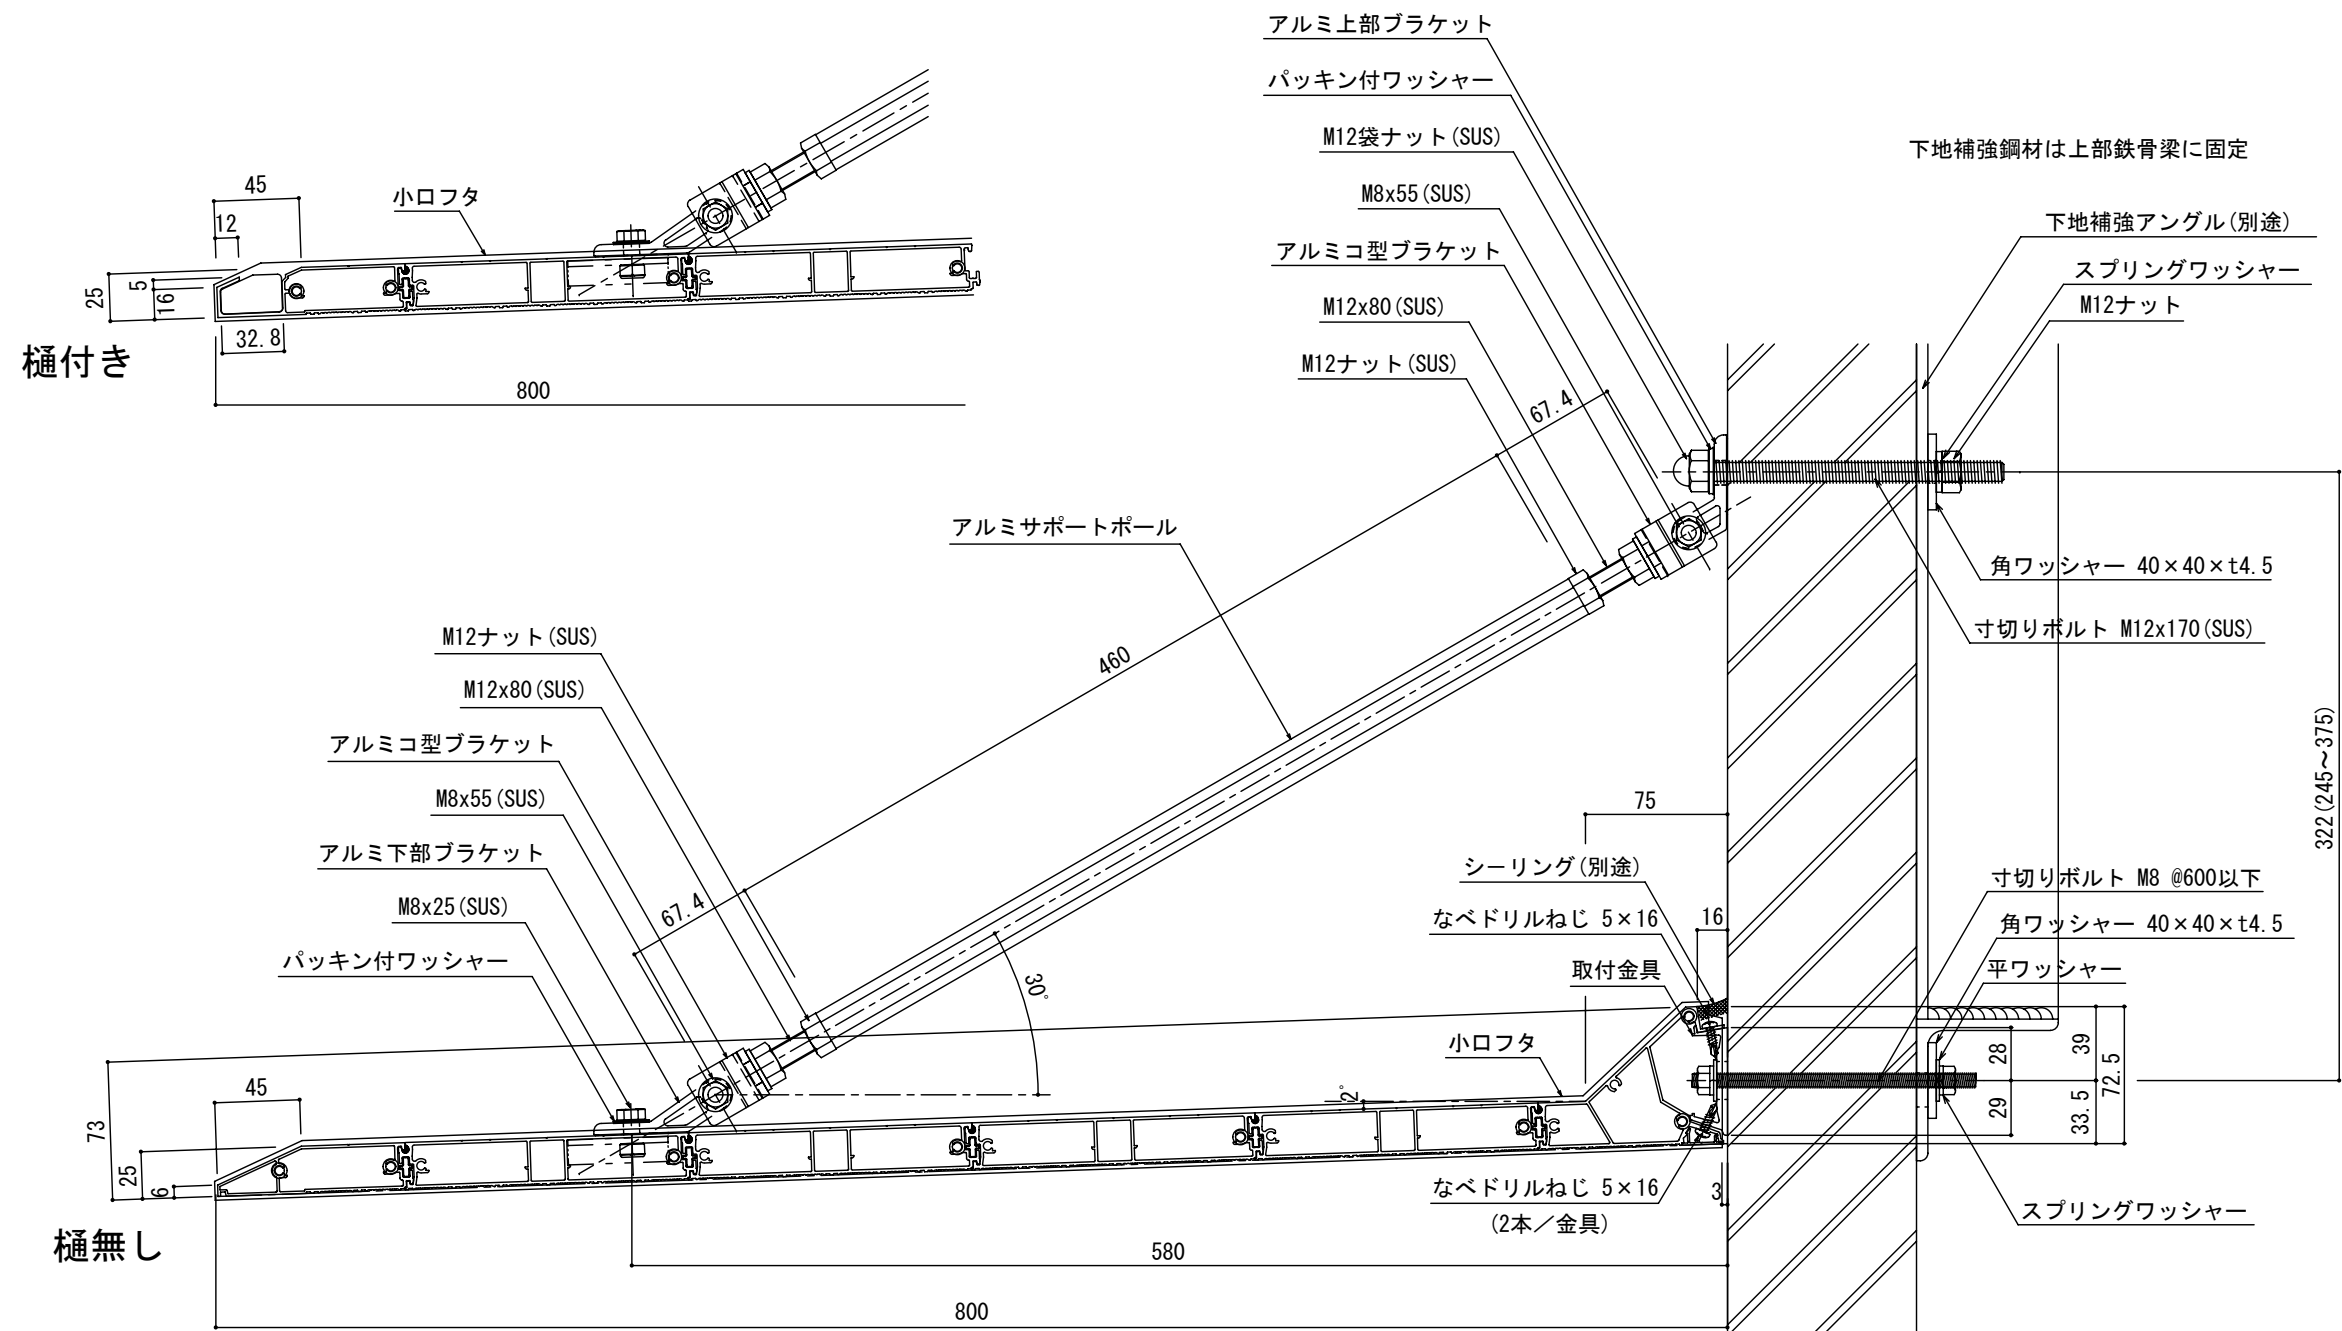 アルミ上部ブラケット
パッキン付ワッシャー
M12袋ナット(SUS)
M8x55(SUS)
アルミコ型ブラケット
M12x80(SUS)
M12ナット(SUS)
下地補強鋼材は上部鉄骨梁に固定
下地補強アングル(別途)
スプリングワッシャー
M12ナット
45
12
小口フタ
25
5
16
32.8
樋付き
800
67.4
アルミサポートポール
角ワッシャー 40×40×t4.5
寸切りボルト M12x170(SUS)
460
M12ナット(SUS)
M12x80(SUS)
アルミコ型ブラケット
M8x55(SUS)
アルミ下部ブラケット
M8x25(SUS)
パッキン付ワッシャー
67.4
30°
322(245~375)
75
シーリング(別途)
なべドリルねじ 5×16
16
取付金具
小口フタ
2°
寸切りボルト M8 @600以下
角ワッシャー 40×40×t4.5
平ワッシャー
28
39
72.5
29
33.5
73
45
25
6
なべドリルねじ 5×16
(2本/金具)
3
スプリングワッシャー
樋無し
580
800